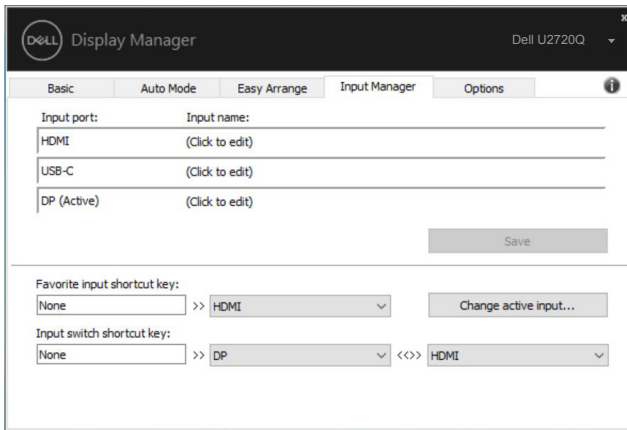 x
DELL Display Manager Dell U2720Q
Basic Auto Mode Easy Arrange Input Manager Options i
Input port: Input name:
HDMI (Click to edit)
USB-C (Click to edit)
DP (Active) (Click to edit)
Save
Favorite input shortcut key:
None >> HDMI Change active input...
Input switch shortcut key:
None >> DP <<>> HDMI